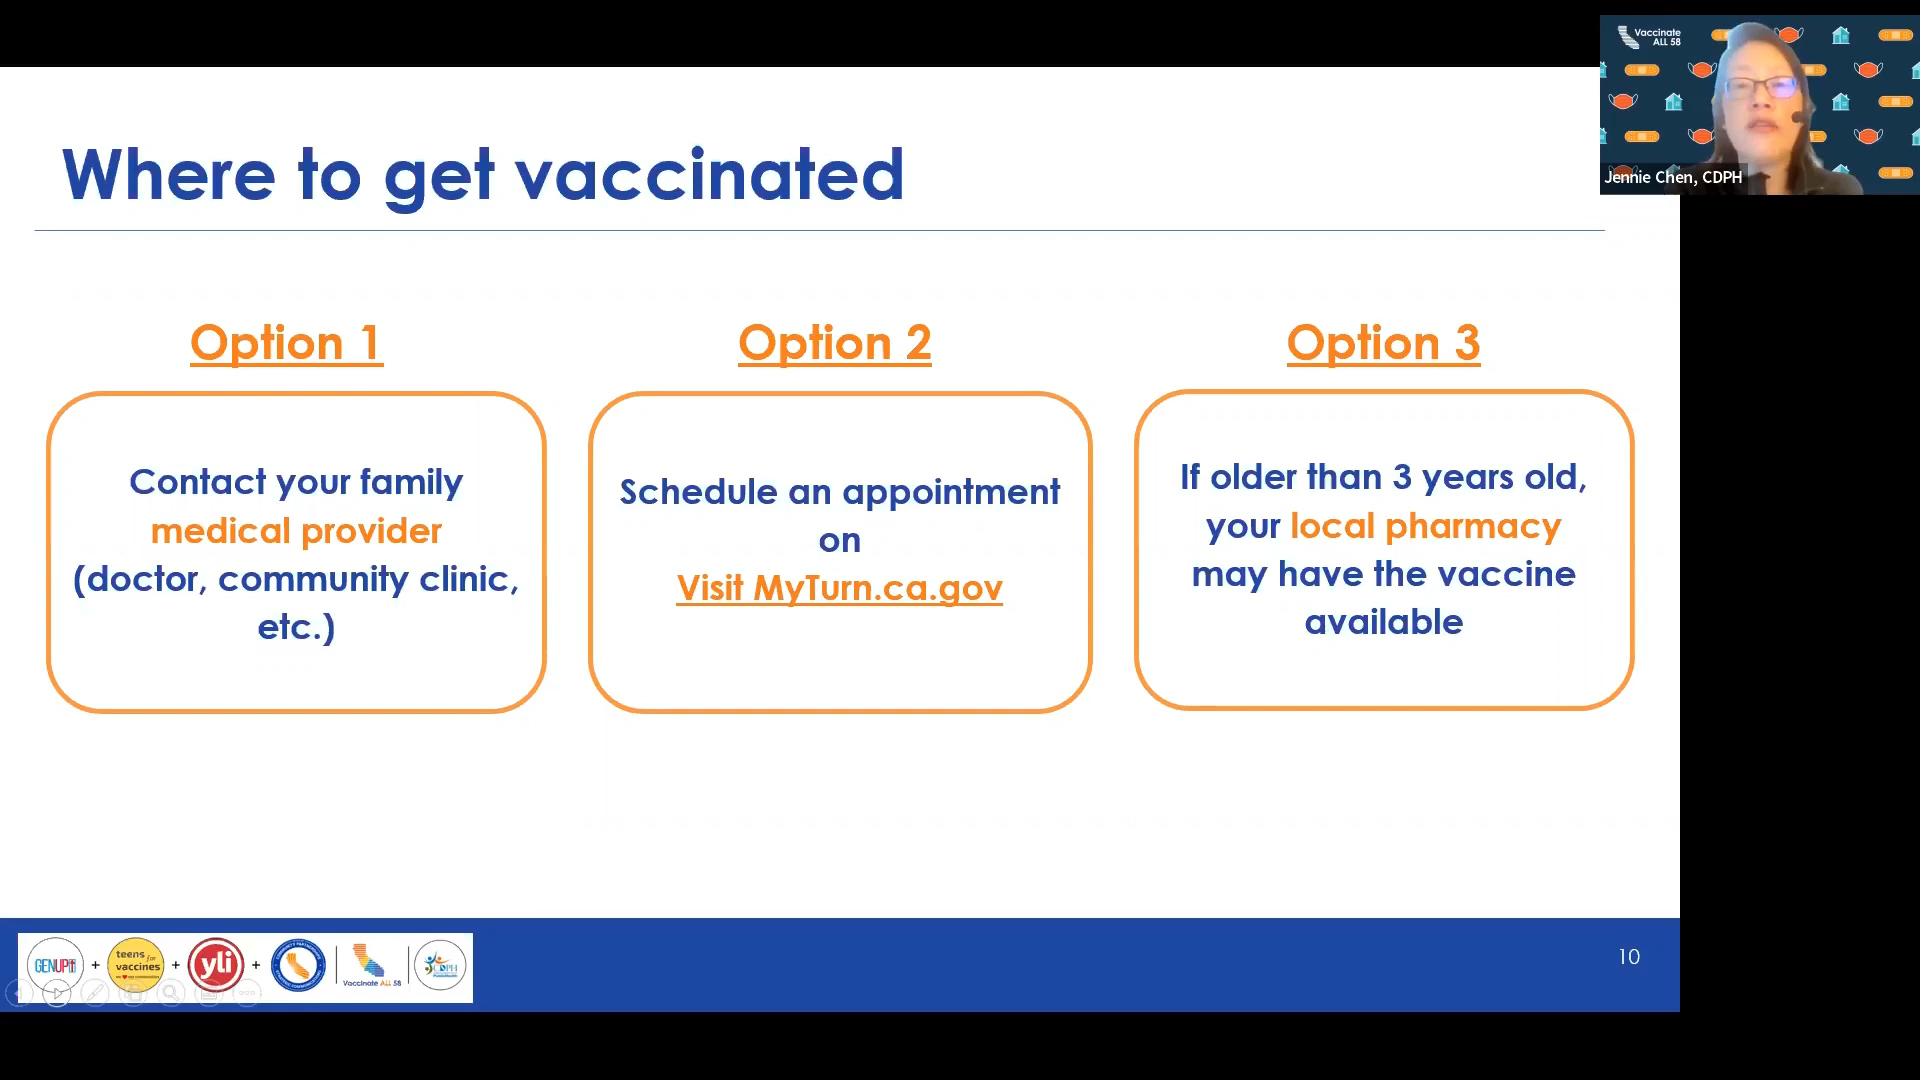 Vaccinate
ALL 58
Jennie Chen, CDPH
Where to get vaccinated
Option 1
Contact your family
medical provider
(doctor, community clinic,
etc.)
Option 2
Schedule an appointment
on
Visit MyTurn.ca.gov
Option 3
If older than 3 years old,
your local pharmacy
may have the vaccine
available
GENUP
+
teens for
vaccines
+
yli
+
Vaccinate ALL 58
CDPH
10